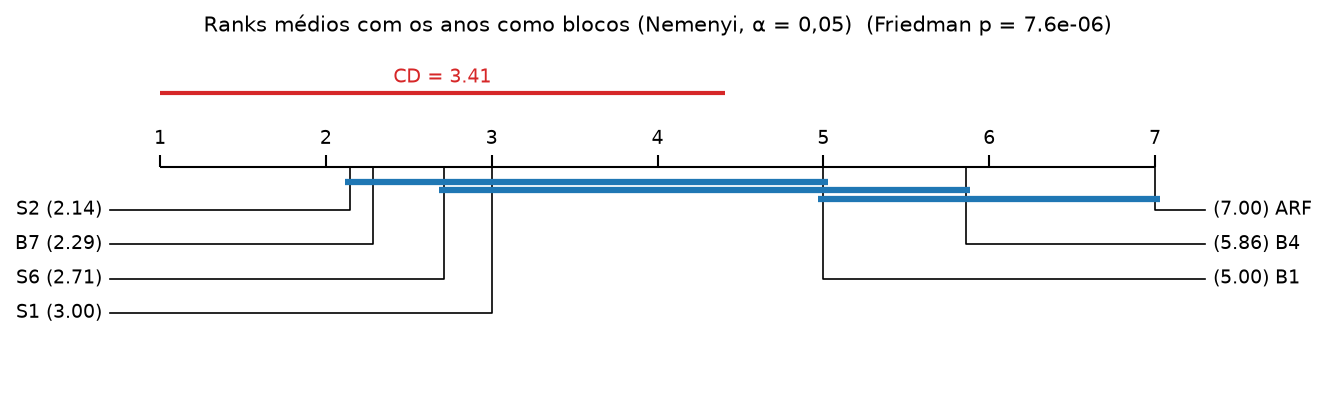 Ranks médios com os anos como blocos (Nemenyi, α = 0,05)  (Friedman p = 7.6e-06)
CD = 3.41
1 2 3 4 5 6 7
S2 (2.14) (7.00) ARF
B7 (2.29) (5.86) B4
S6 (2.71) (5.00) B1
S1 (3.00)